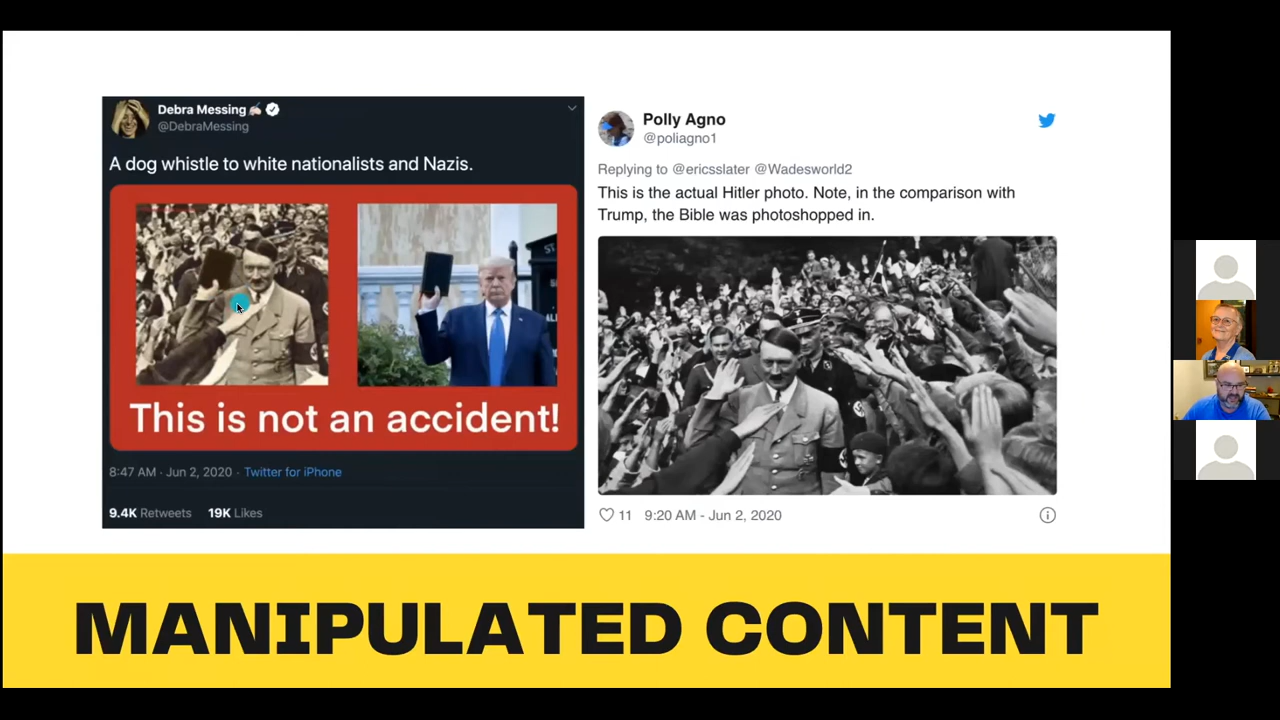 Debra Messing
@DebraMessing
A dog whistle to white nationalists and Nazis.
This is not an accident!
8:47 AM · Jun 2, 2020 · Twitter for iPhone
9.4K Retweets 19K Likes
Polly Agno
@poliagno1
Replying to @ericsslater @Wadesworld2
This is the actual Hitler photo. Note, in the comparison with
Trump, the Bible was photoshopped in.
11 9:20 AM - Jun 2, 2020
MANIPULATED CONTENT